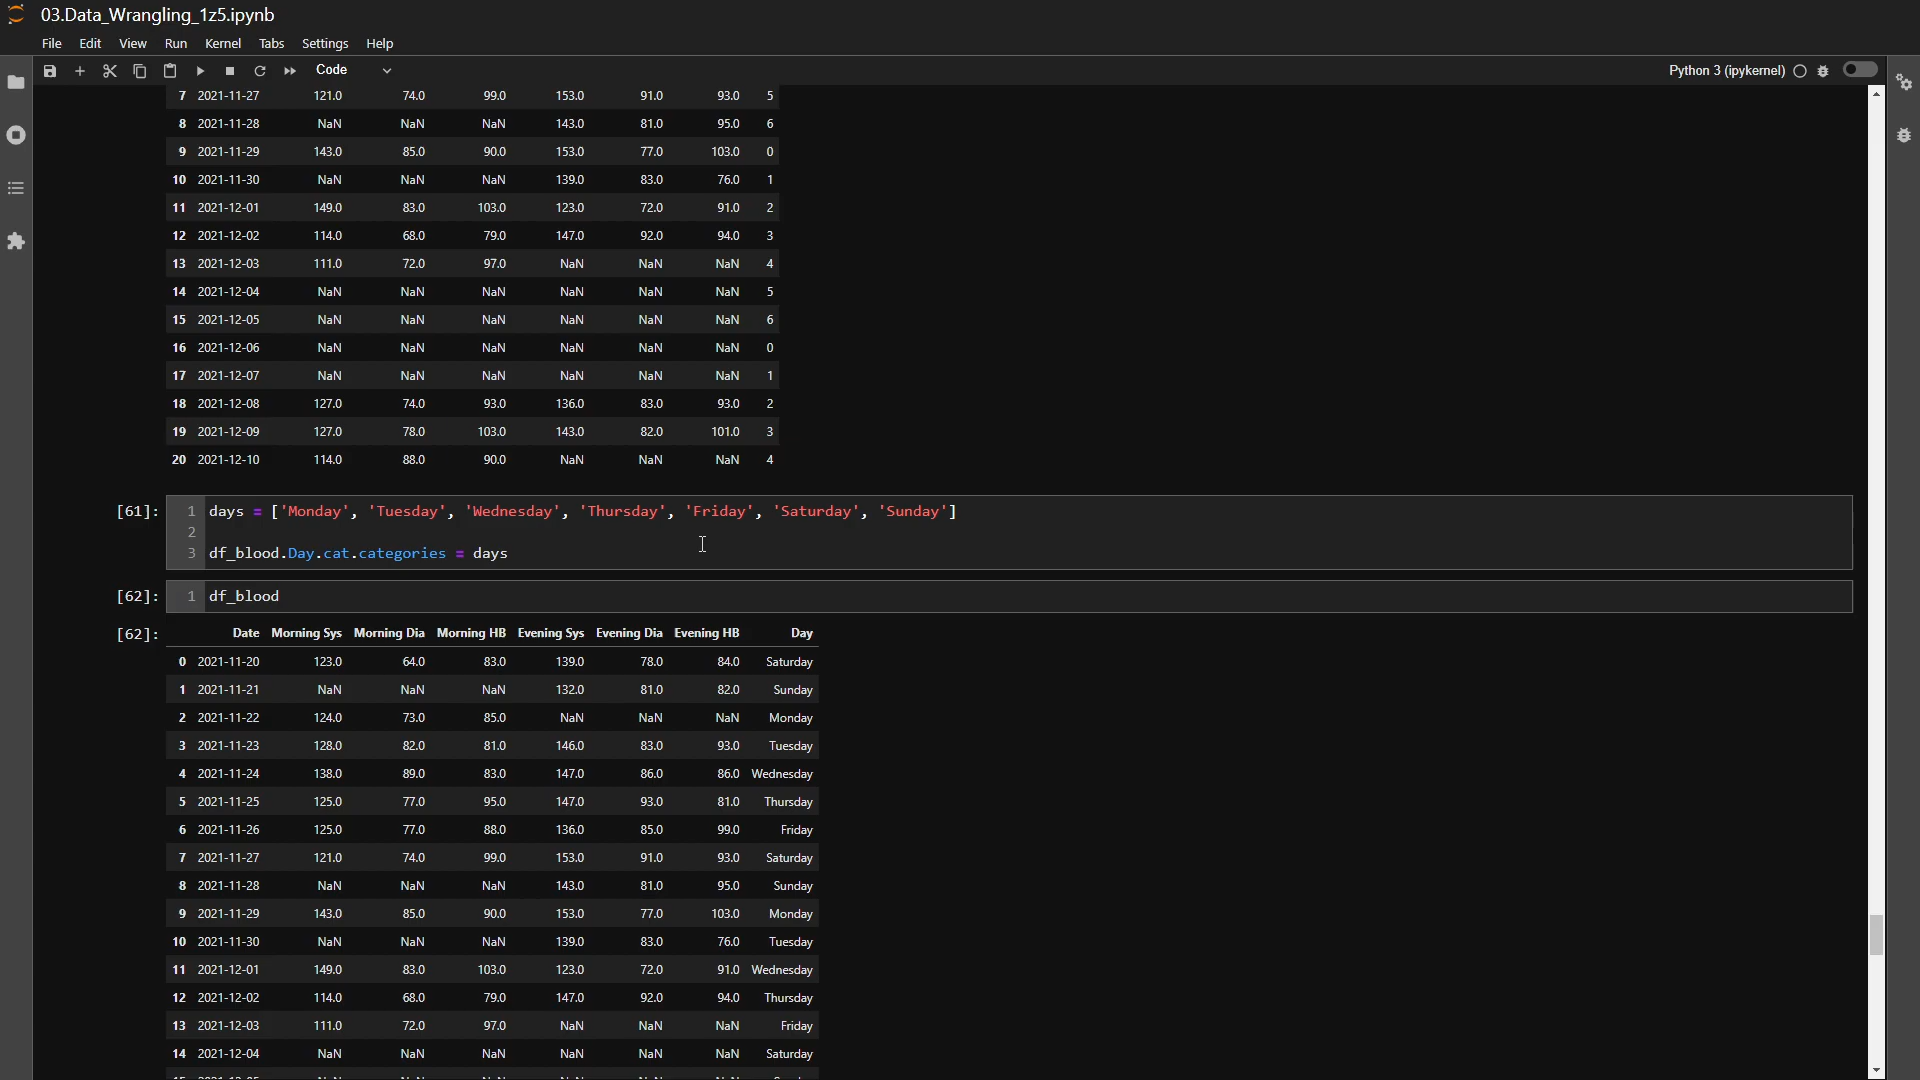 03.Data_Wrangling_1z5.ipynb
File Edit View Run Kernel Tabs Settings Help
Code Python 3 (ipykernel)
7 2021-11-27 121.0 74.0 99.0 153.0 91.0 93.0 5
8 2021-11-28 NaN NaN NaN 143.0 81.0 95.0 6
9 2021-11-29 143.0 85.0 90.0 153.0 77.0 103.0 0
10 2021-11-30 NaN NaN NaN 139.0 83.0 76.0 1
11 2021-12-01 149.0 83.0 103.0 123.0 72.0 91.0 2
12 2021-12-02 114.0 68.0 79.0 147.0 92.0 94.0 3
13 2021-12-03 111.0 72.0 97.0 NaN NaN NaN 4
14 2021-12-04 NaN NaN NaN NaN NaN NaN 5
15 2021-12-05 NaN NaN NaN NaN NaN NaN 6
16 2021-12-06 NaN NaN NaN NaN NaN NaN 0
17 2021-12-07 NaN NaN NaN NaN NaN NaN 1
18 2021-12-08 127.0 74.0 93.0 136.0 83.0 93.0 2
19 2021-12-09 127.0 78.0 103.0 143.0 82.0 101.0 3
20 2021-12-10 114.0 88.0 90.0 NaN NaN NaN 4
[61]: 1 days = ['Monday', 'Tuesday', 'Wednesday', 'Thursday', 'Friday', 'Saturday', 'Sunday']
2
3 df_blood.Day.cat.categories = days
[62]: 1 df_blood
[62]: Date Morning Sys Morning Dia Morning HB Evening Sys Evening Dia Evening HB Day
0 2021-11-20 123.0 64.0 83.0 139.0 78.0 84.0 Saturday
1 2021-11-21 NaN NaN NaN 132.0 81.0 82.0 Sunday
2 2021-11-22 124.0 73.0 85.0 NaN NaN NaN Monday
3 2021-11-23 128.0 82.0 81.0 146.0 83.0 93.0 Tuesday
4 2021-11-24 138.0 89.0 83.0 147.0 86.0 86.0 Wednesday
5 2021-11-25 125.0 77.0 95.0 147.0 93.0 81.0 Thursday
6 2021-11-26 125.0 77.0 88.0 136.0 85.0 99.0 Friday
7 2021-11-27 121.0 74.0 99.0 153.0 91.0 93.0 Saturday
8 2021-11-28 NaN NaN NaN 143.0 81.0 95.0 Sunday
9 2021-11-29 143.0 85.0 90.0 153.0 77.0 103.0 Monday
10 2021-11-30 NaN NaN NaN 139.0 83.0 76.0 Tuesday
11 2021-12-01 149.0 83.0 103.0 123.0 72.0 91.0 Wednesday
12 2021-12-02 114.0 68.0 79.0 147.0 92.0 94.0 Thursday
13 2021-12-03 111.0 72.0 97.0 NaN NaN NaN Friday
14 2021-12-04 NaN NaN NaN NaN NaN NaN Saturday